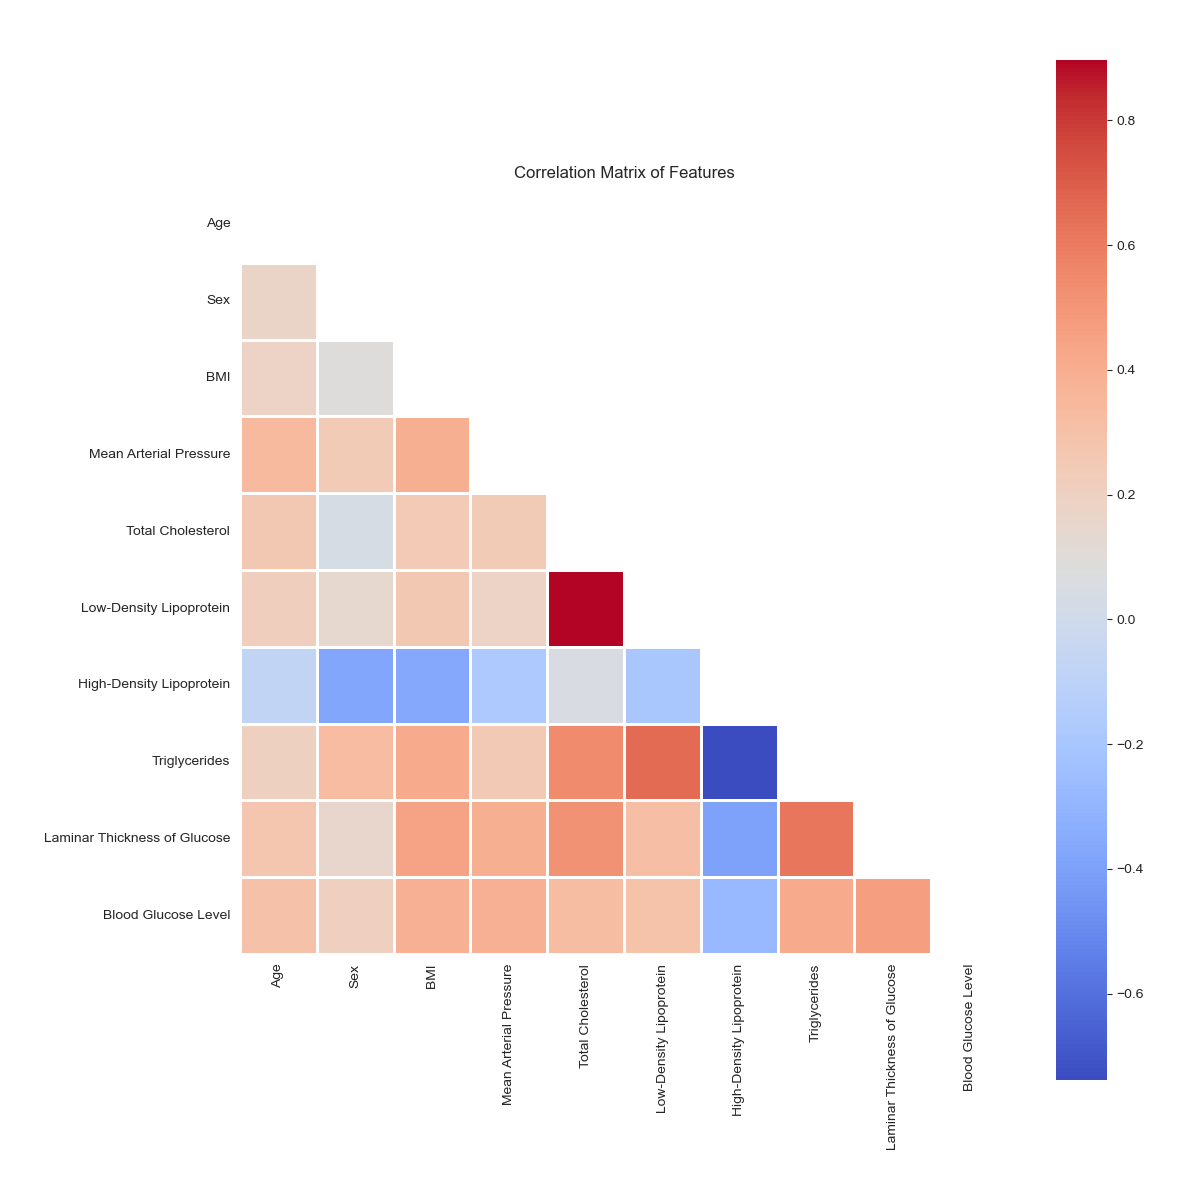 Correlation Matrix of Features
Age
Sex
BMI
Mean Arterial Pressure
Total Cholesterol
Low-Density Lipoprotein
High-Density Lipoprotein
Triglycerides
Laminar Thickness of Glucose
Blood Glucose Level
Age
Sex
BMI
Mean Arterial Pressure
Total Cholesterol
Low-Density Lipoprotein
High-Density Lipoprotein
Triglycerides
Laminar Thickness of Glucose
Blood Glucose Level
0.8
0.6
0.4
0.2
0.0
−0.2
−0.4
−0.6